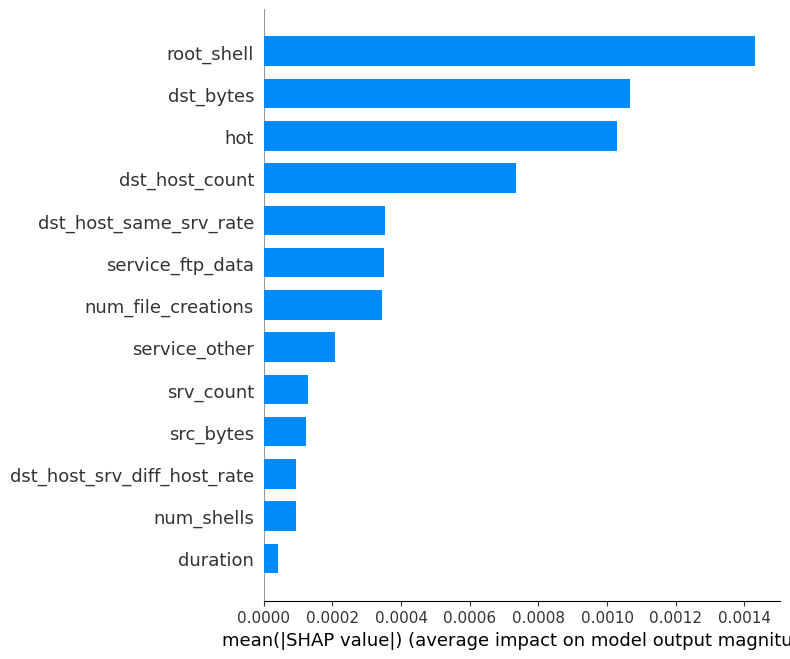 root_shell
dst_bytes
hot
dst_host_count
dst_host_same_srv_rate
service_ftp_data
num_file_creations
service_other
srv_count
src_bytes
dst_host_srv_diff_host_rate
num_shells
duration
0.0000 0.0002 0.0004 0.0006 0.0008 0.0010 0.0012 0.0014
mean(|SHAP value|) (average impact on model output magnitu